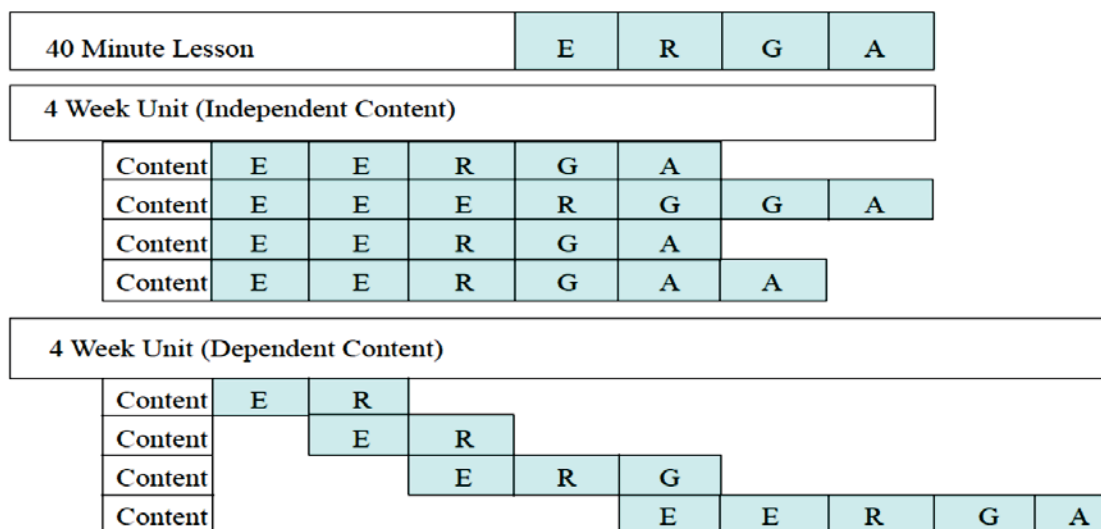 40 Minute Lesson E R G A
4 Week Unit (Independent Content)
Content E E R G A
Content E E E R G G A
Content E E R G A
Content E E R G A A
4 Week Unit (Dependent Content)
Content E R
Content E R
Content E R G
Content E E R G A